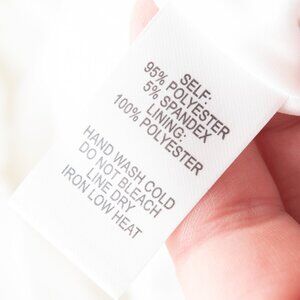 SELF:
95% POLYESTER
5% SPANDEX
LINING:
100% POLYESTER
HAND WASH COLD
DO NOT BLEACH
LINE DRY
IRON LOW HEAT